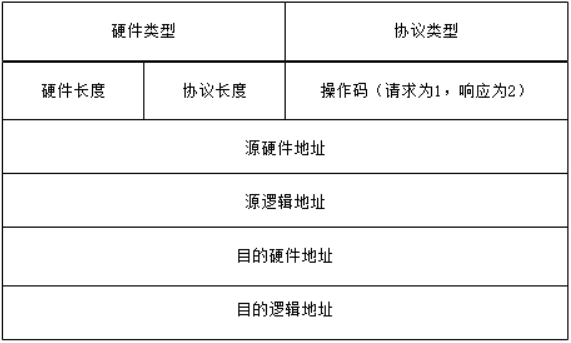 硬件类型 协议类型
硬件长度 协议长度 操作码（请求为1，响应为2）
源硬件地址
源逻辑地址
目的硬件地址
目的逻辑地址